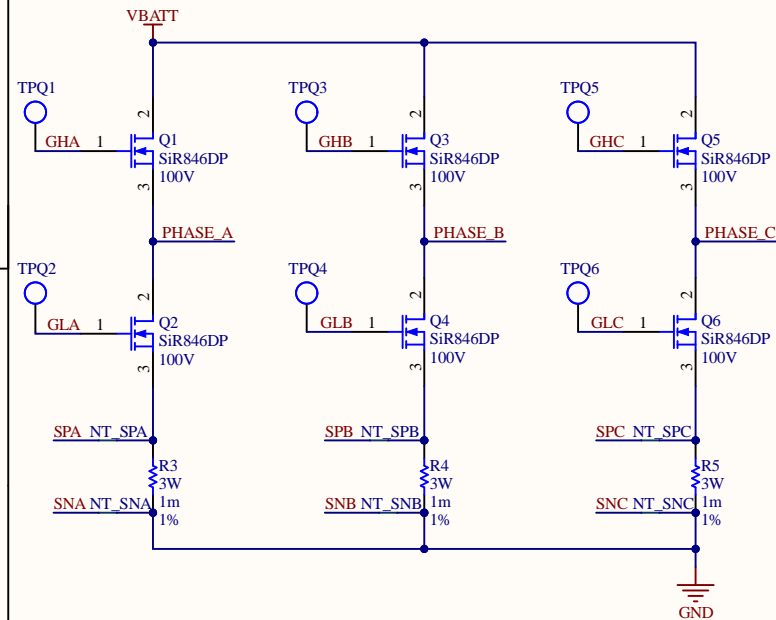 VBATT
TPQ1
TPQ3
TPQ5
2
2
2
GHA 1
Q1
SiR846DP
100V
GHB 1
Q3
SiR846DP
100V
GHC 1
Q5
SiR846DP
100V
3
3
3
PHASE_A
PHASE_B
PHASE_C
TPQ2
TPQ4
TPQ6
2
2
2
GLA 1
Q2
SiR846DP
100V
GLB 1
Q4
SiR846DP
100V
GLC 1
Q6
SiR846DP
100V
3
3
3
SPA NT_SPA
SPB NT_SPB
SPC NT_SPC
R3
3W
1m
1%
R4
3W
1m
1%
R5
3W
1m
1%
SNA NT_SNA
SNB NT_SNB
SNC NT_SNC
GND